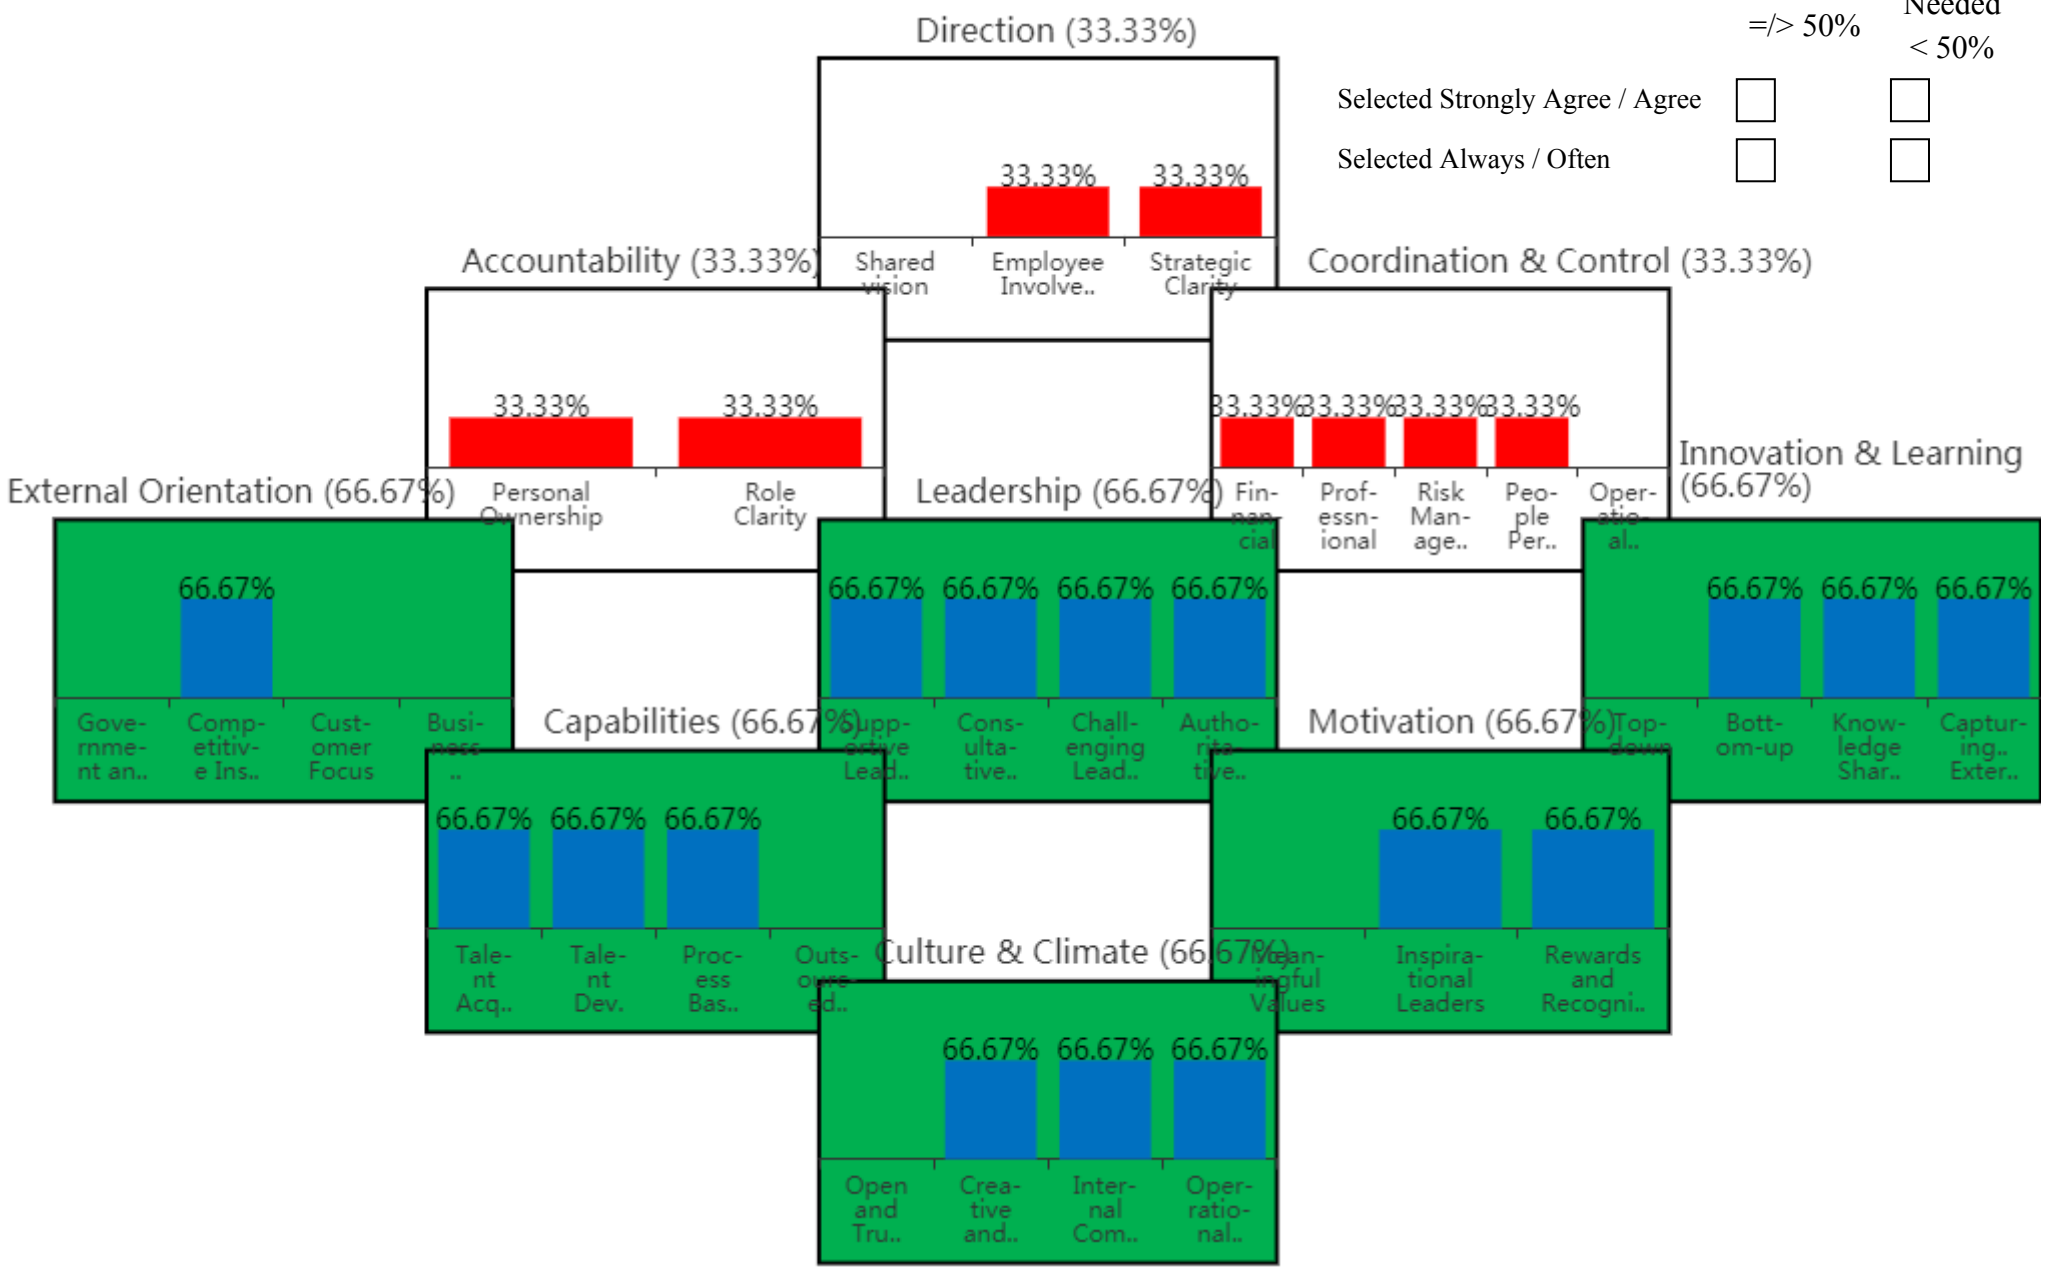 Direction (33.33%)
=/> 50%
Needed
< 50%
Selected Strongly Agree / Agree
Selected Always / Often
33.33%
33.33%
Shared
vision
Employee
Involve..
Strategic
Clarity
Accountability (33.33%)
33.33%
33.33%
Personal
Ownership
Role
Clarity
Coordination & Control (33.33%)
33.33%
33.33%
33.33%
33.33%
Fin-
nan-
cial
Prof-
essn-
ional
Risk
Man-
age..
Peo-
ple
Per..
Oper-
atio-
al..
External Orientation (66.67%)
66.67%
Gove-
rnme-
nt an..
Comp-
etitiv-
e Ins..
Cust-
omer
Focus
Busi-
ness
..
Leadership (66.67%)
66.67%
66.67%
66.67%
66.67%
Supp-
ortive
Lead..
Cons-
ulta-
tive..
Chall-
enging
Lead..
Autho-
rita-
tive..
Innovation & Learning
(66.67%)
66.67%
66.67%
66.67%
Top-
down
Bott-
om-up
Know-
ledge
Shar..
Captur-
ing..
Exter..
Capabilities (66.67%)
66.67%
66.67%
66.67%
Tale-
nt
Acq..
Tale-
nt
Dev.
Proc-
ess
Bas..
Outs-
oure-
ed..
Motivation (66.67%)
66.67%
66.67%
Mean-
ingful
Values
Inspira-
tional
Leaders
Rewards
and
Recogni..
Culture & Climate (66.67%)
66.67%
66.67%
66.67%
Open
and
Tru..
Crea-
tive
and..
Inter-
nal
Com..
Oper-
ratio-
nal..